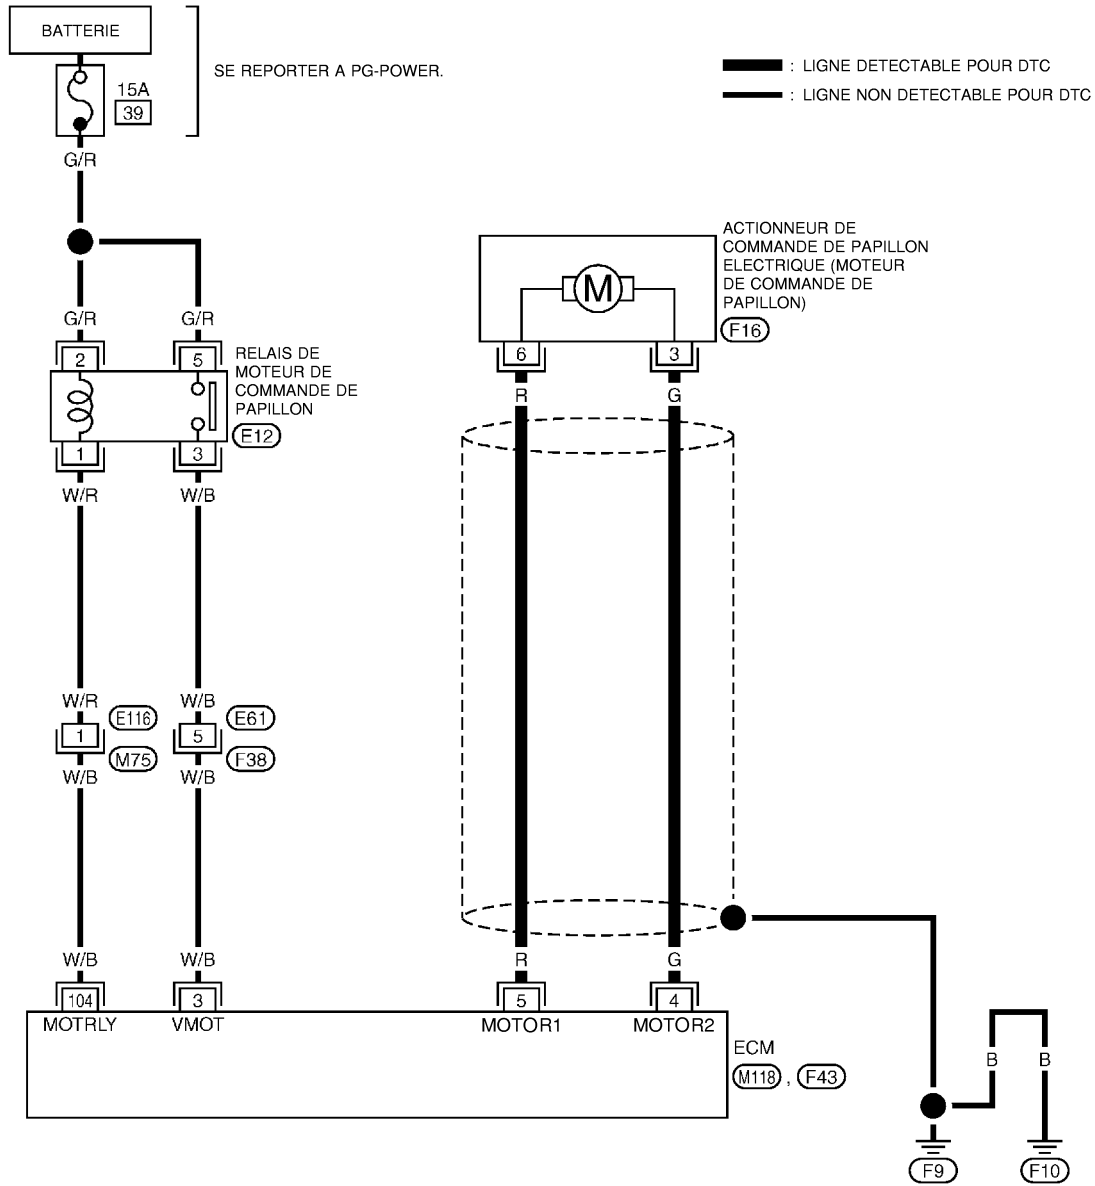 BATTERIE
SE REPORTER A PG-POWER.
15A
39
: LIGNE DETECTABLE POUR DTC
: LIGNE NON DETECTABLE POUR DTC
G/R
ACTIONNEUR DE
COMMANDE DE PAPILLON
ELECTRIQUE (MOTEUR
DE COMMANDE DE
PAPILLON)
F16
M
G/R G/R
2 5
RELAIS DE
MOTEUR DE
COMMANDE DE
PAPILLON
E12
6 3
R G
1 3
W/R W/B
W/R W/B
E116 E61
1 5
M75 F38
W/B W/B
W/B W/B R G
104 3 5 4
MOTRLY VMOT MOTOR1 MOTOR2
ECM
M118 , F43
B B
F9 F10